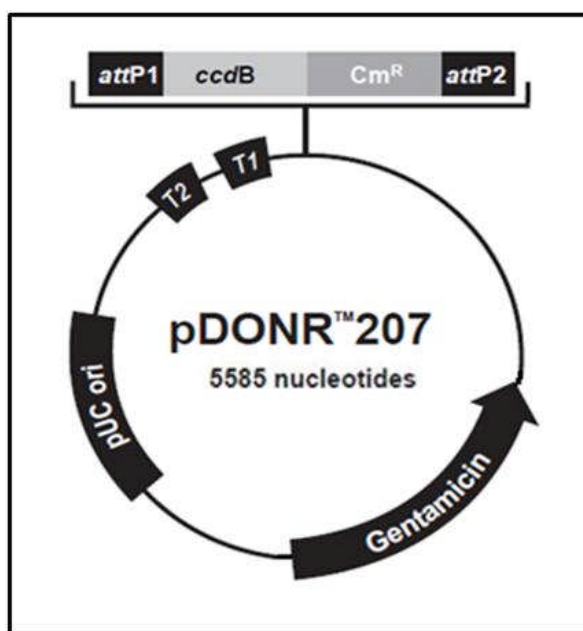 attP1 ccdB CmR attP2
T1
T2
pDONR™207
5585 nucleotides
pUC ori
Gentamicin